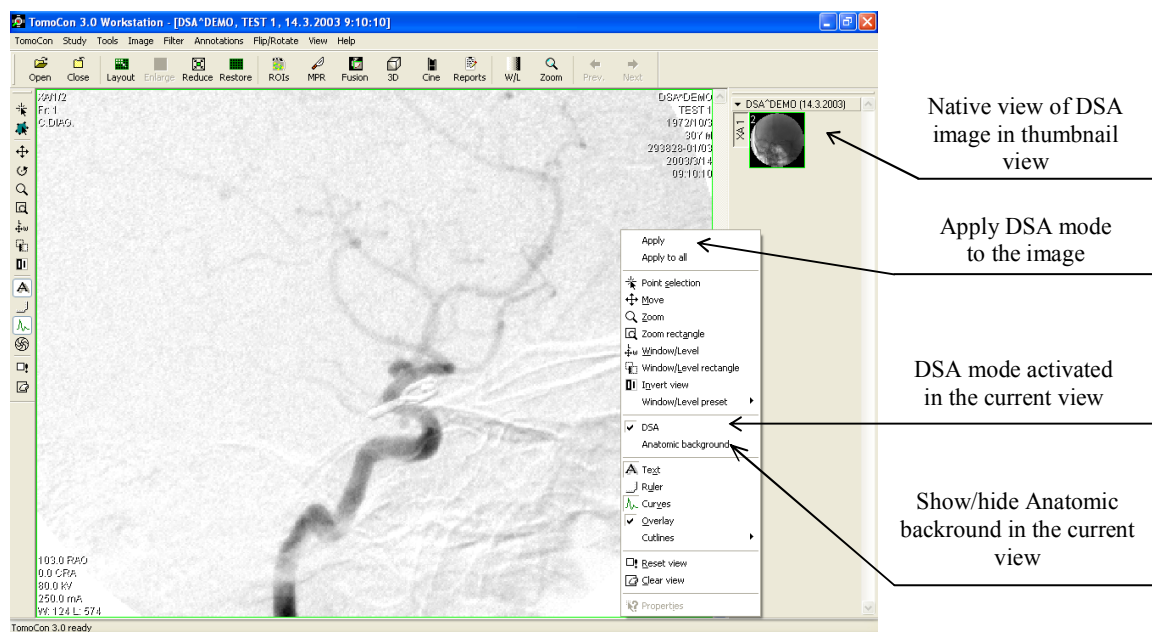 TomoCon 3.0 Workstation - [DSA^DEMO, TEST 1 , 14.3.2003 9:10:10]
TomoCon Study Tools Image Filter Annotations Flip/Rotate View Help
Open Close Layout Enlarge Reduce Restore ROIs MPR Fusion 3D Cine Reports W/L Zoom Prev. Next
XA/1/2
Fr: 1
C:DIAG.
DSA^DEMO
TEST 1
1972/10/3
307 M
293828-01/03
2003/3/14
09:10:10
DSA^DEMO (14.3.2003)
XA 1
2
Native view of DSA
image in thumbnail
view
Apply DSA mode
to the image
DSA mode activated
in the current view
Show/hide Anatomic
backround in the current
view
Apply
Apply to all
Point selection
Move
Zoom
Zoom rectangle
Window/Level
Window/Level rectangle
Invert view
Window/Level preset
DSA
Anatomic background
Text
Ruler
Curves
Overlay
Cutlines
Reset view
Clear view
Properties
103.0 RAO
0.0 CRA
80.0 kV
250.0 mA
W: 124 L: 574
TomoCon 3.0 ready